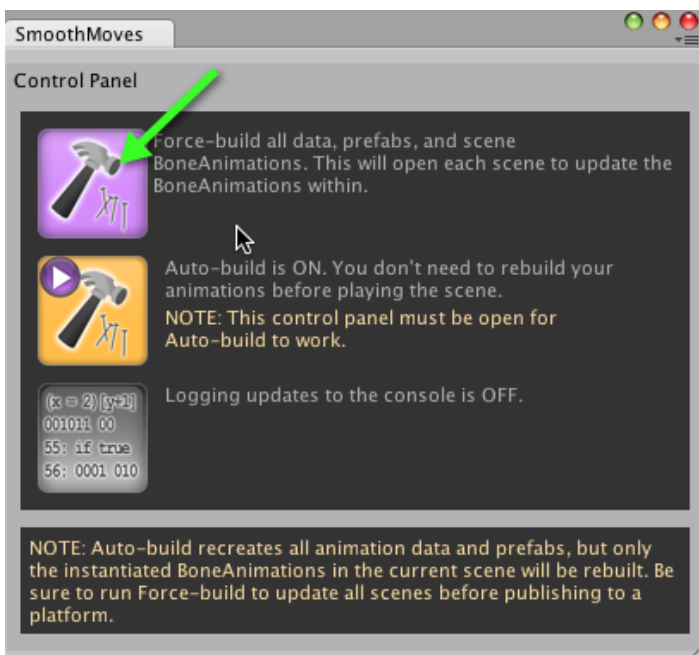 SmoothMoves
Control Panel
Force-build all data, prefabs, and scene
BoneAnimations. This will open each scene to update the
BoneAnimations within.
Auto-build is ON. You don't need to rebuild your
animations before playing the scene.
NOTE: This control panel must be open for
Auto-build to work.
(x = 2)[y+1]
001011 00
55: if true
56: 0001 010
Logging updates to the console is OFF.
NOTE: Auto-build recreates all animation data and prefabs, but only
the instantiated BoneAnimations in the current scene will be rebuilt. Be
sure to run Force-build to update all scenes before publishing to a
platform.